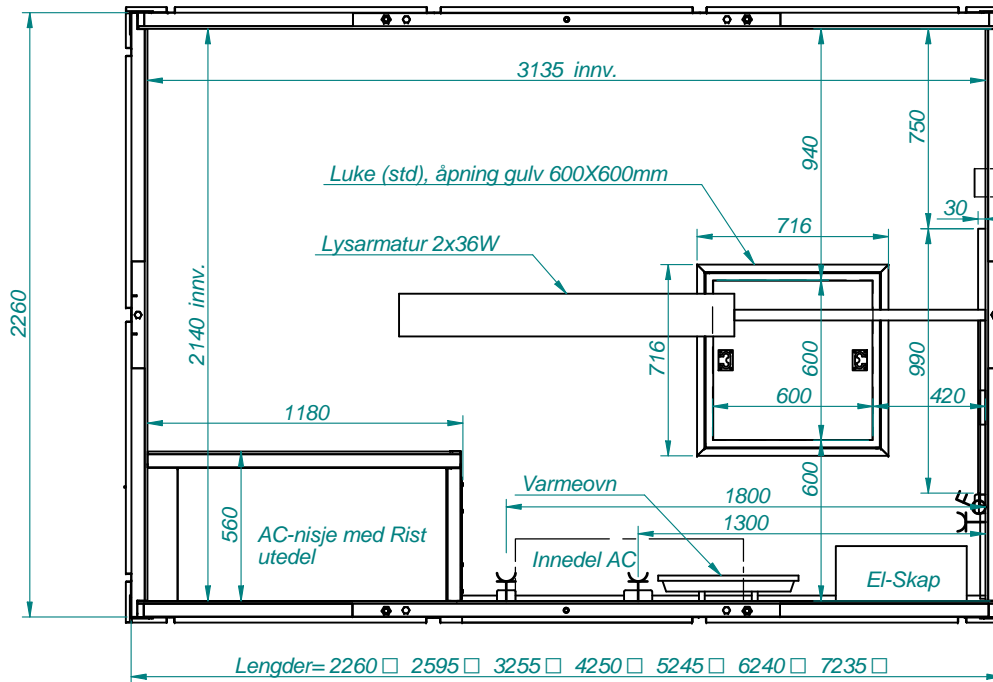 3135 innv.
750
940
Luke (std), åpning gulv 600X600mm
30
716
Lysarmatur 2x36W
2260
2140 innv.
716
600
990
600
420
1180
Varmeovn
600
1800
560
1300
AC-nisje med Rist
utedel
Innedel AC
El-Skap
Lengder= 2260 □ 2595 □ 3255 □ 4250 □ 5245 □ 6240 □ 7235 □